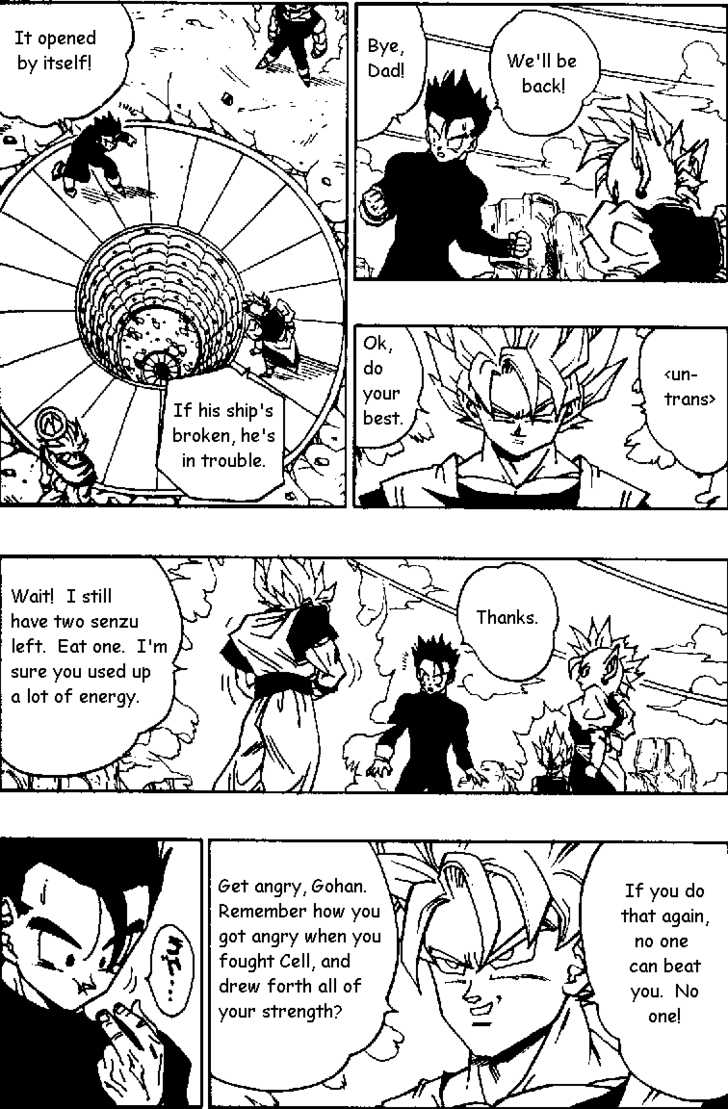 Bye,
Dad!
We'll be
back!
It opened
by itself!
If his ship's
broken, he's
in trouble.
<un-
trans>
Ok,
do
your
best.
Thanks.
Wait!  I still
have two senzu
left.  Eat one.  I'm
sure you used up
a lot of energy.
If you do
that again,
no one
can beat
you.  No
one!
Get angry, Gohan.
Remember how you
got angry when you
fought Cell, and
drew forth all of
your strength?